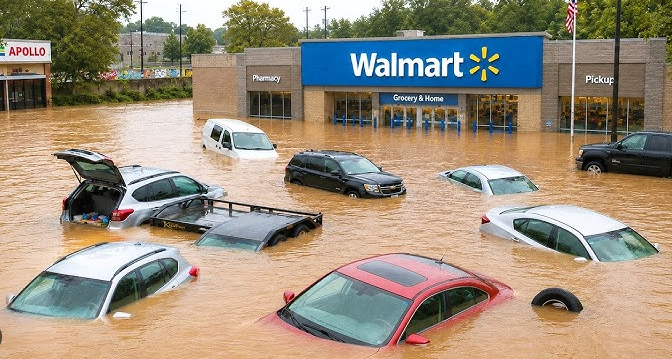 APOLLO
Walmart
Pharmacy
Grocery & Home
Pickup